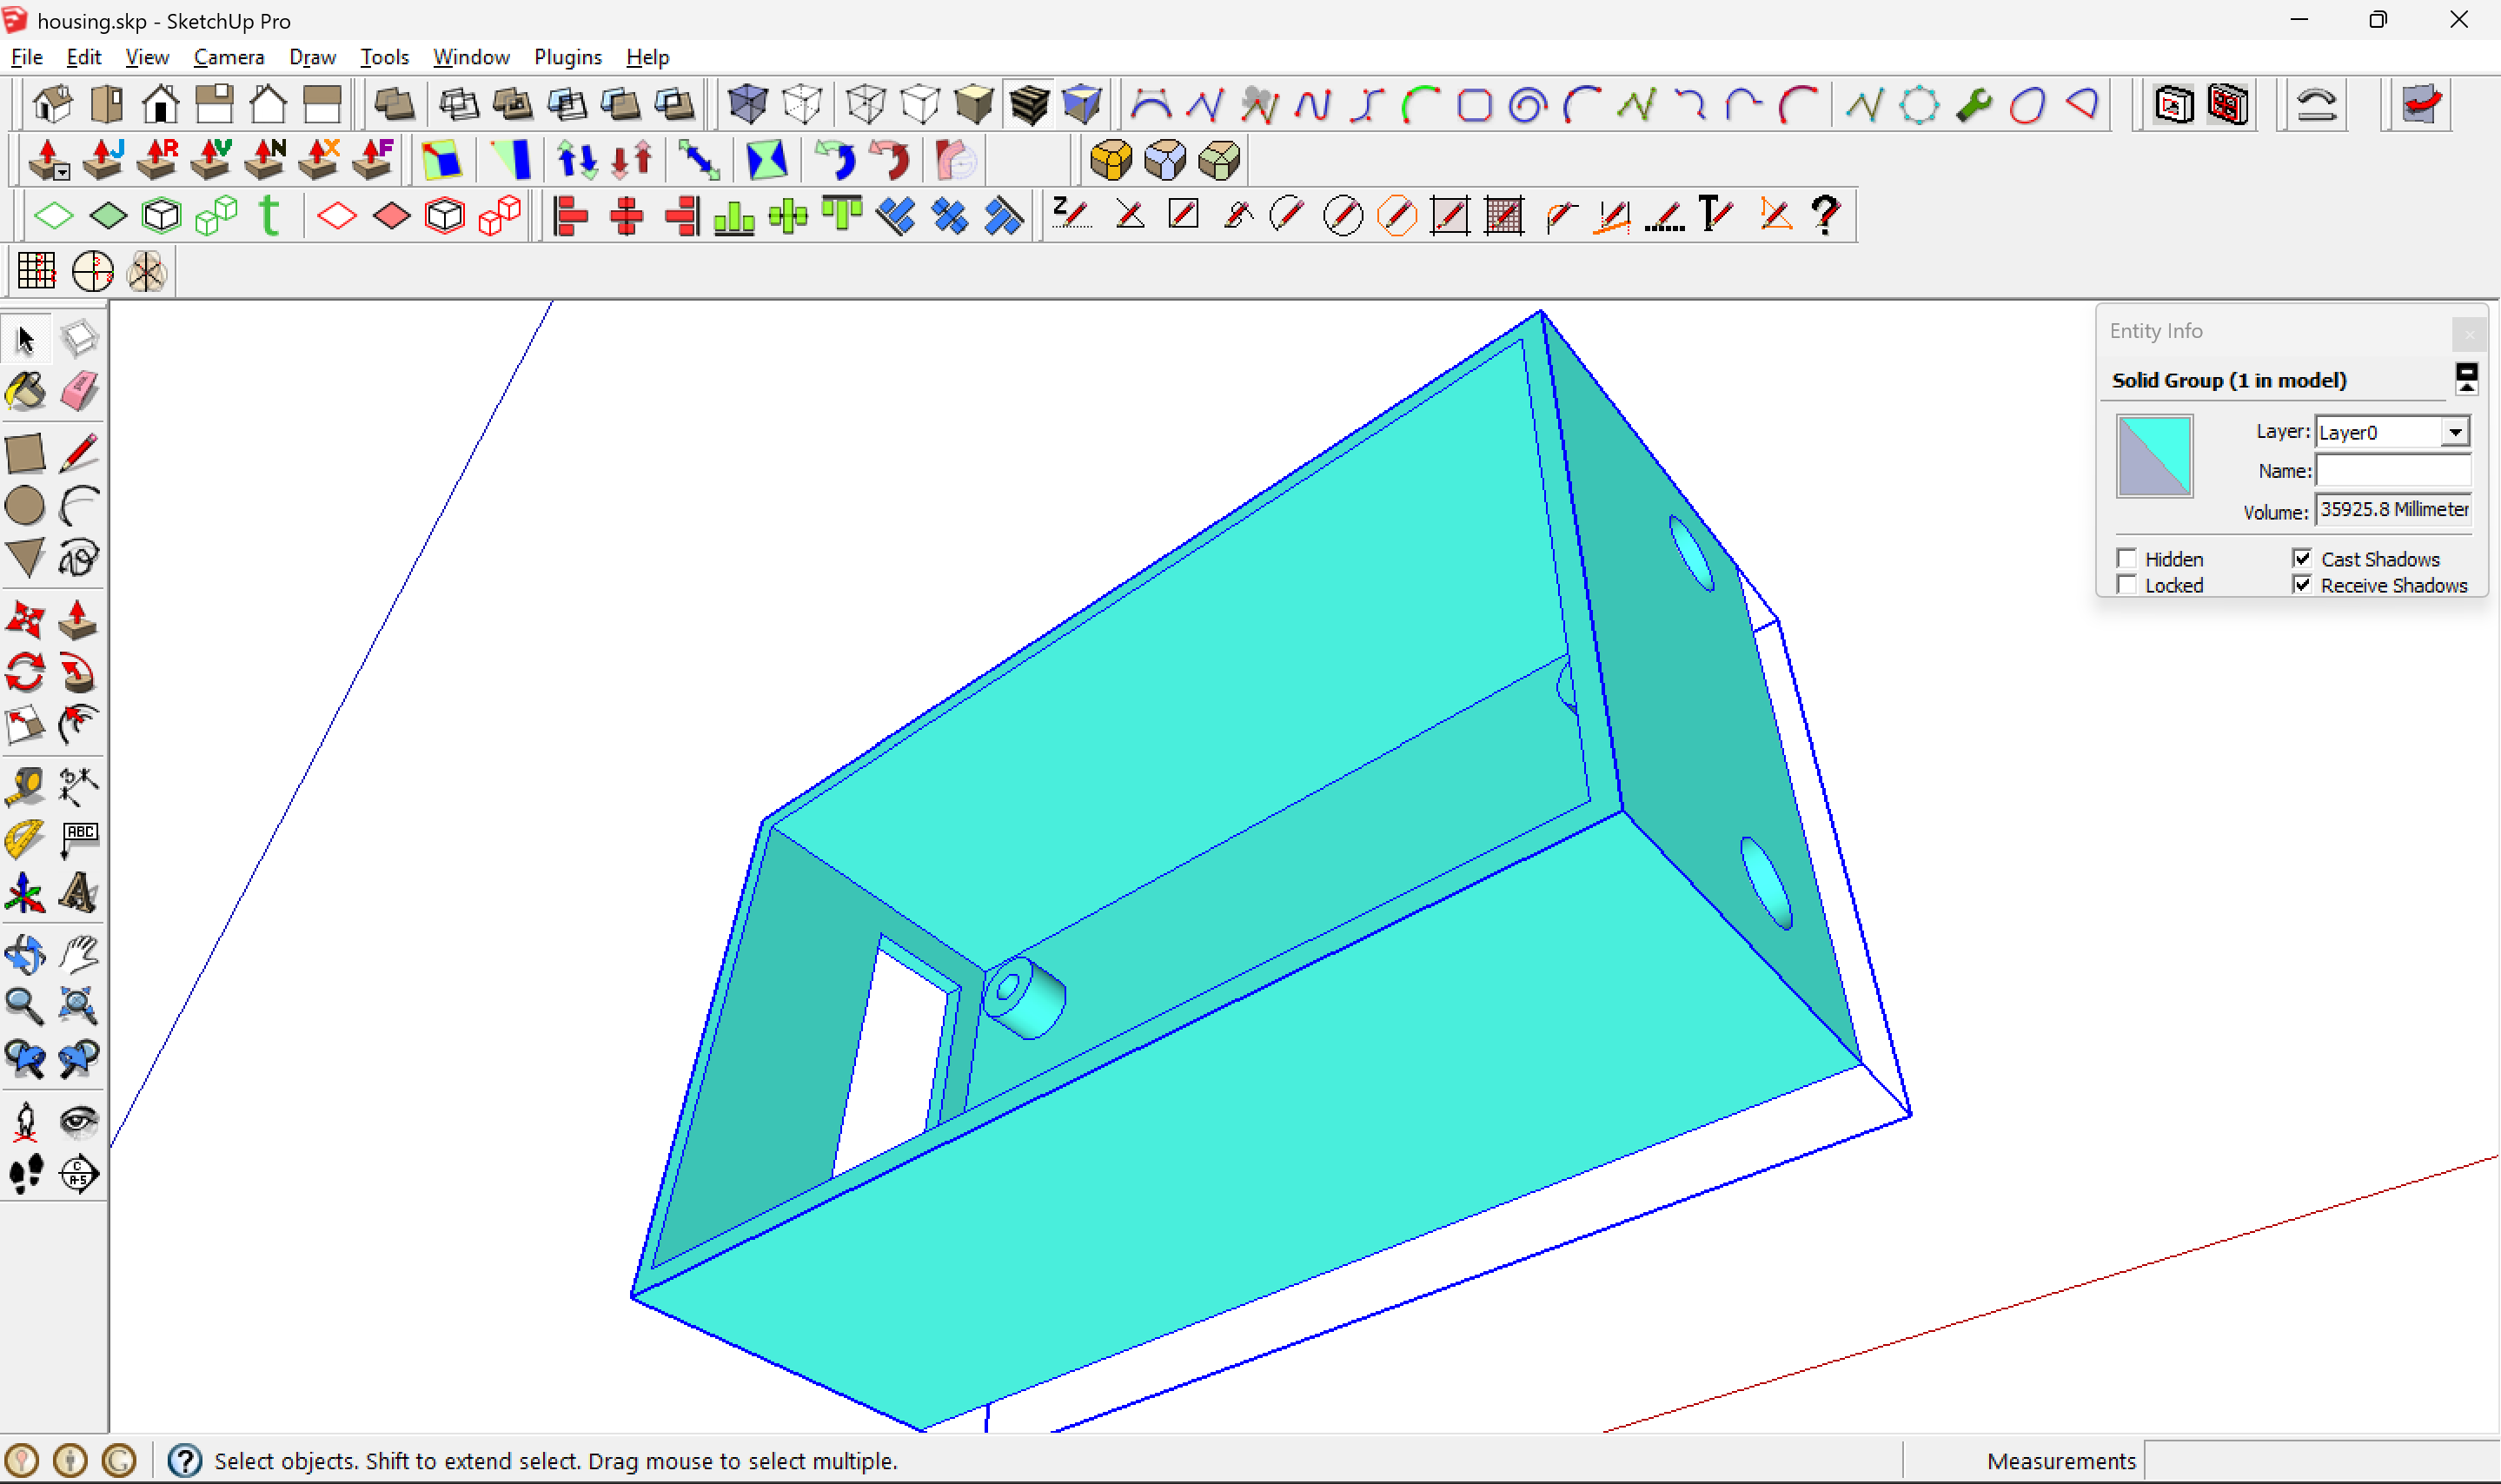 housing.skp - SketchUp Pro
File Edit View Camera Draw Tools Window Plugins Help
J R V N X F
t
Z T ?
Entity Info
Solid Group (1 in model)
Layer: Layer0
Name:
Volume: 35925.8 Millimeter
Hidden Cast Shadows
Locked Receive Shadows
ABC
A
C
A-5
G ? Select objects. Shift to extend select. Drag mouse to select multiple. Measurements